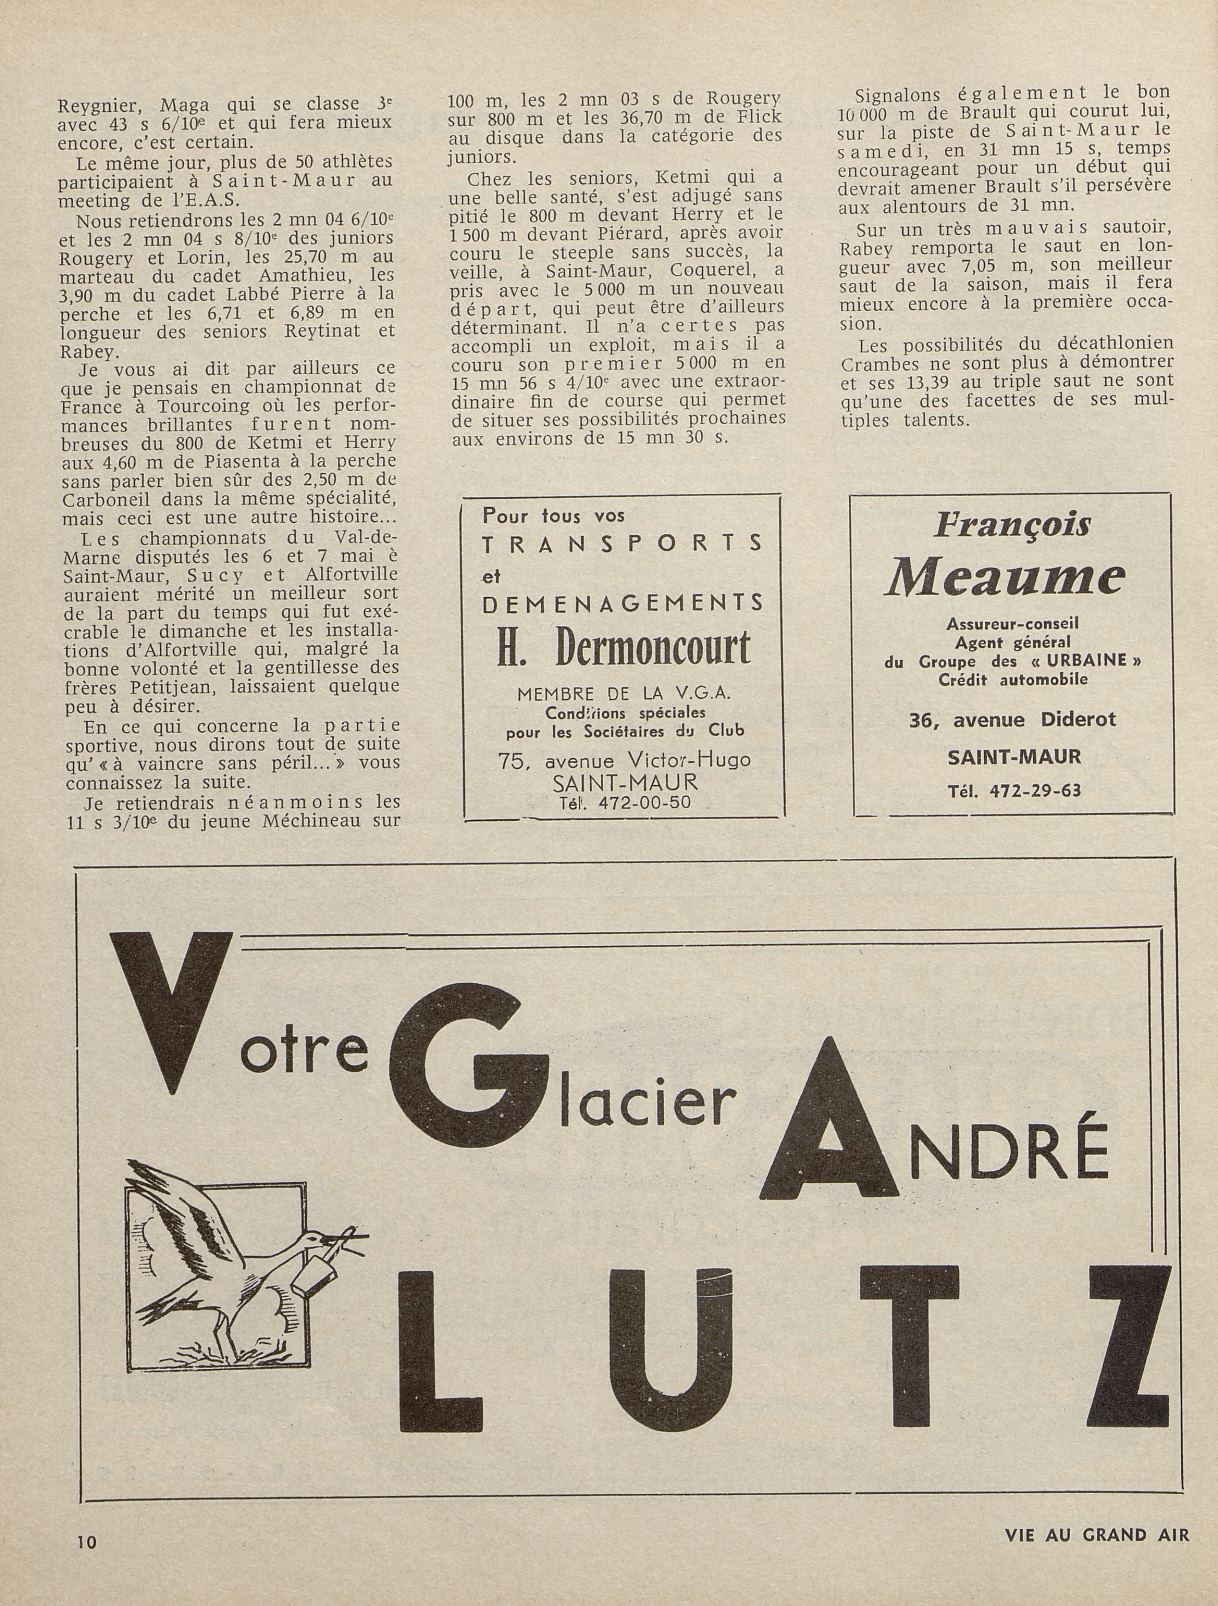 Reygnier, Maga qui se classe 3e
avec 43 s 6/10e et qui fera mieux
encore, c'est certain.
Le même jour, plus de 50 athlètes
participaient à Saint-Maur au
meeting de l'E.A.S.
Nous retiendrons les 2 mn 04 6/10e
et les 2 mn 04 s 8/10e des juniors
Rougery et Lorin, les 25,70 m au
marteau du cadet Amathieu, les
3,90 m du cadet Labbé Pierre à la
perche et les 6,71 et 6,89 m en
longueur des seniors Reytinat et
Rabey.
Je vous ai dit par ailleurs ce
que je pensais en championnat de
France à Tourcoing où les perfor-
mances brillantes furent nom-
breuses du 800 de Ketmi et Herry
aux 4,60 m de Piasenta à la perche
sans parler bien sûr des 2,50 m de
Carboneil dans la même spécialité,
mais ceci est une autre histoire...
Les championnats du Val-de-
Marne disputés les 6 et 7 mai è
Saint-Maur, Sucy et Alfortville
auraient mérité un meilleur sort
de la part du temps qui fut exé-
crable le dimanche et les installa-
tions d'Alfortville qui, malgré la
bonne volonté et la gentillesse des
frères Petitjean, laissaient quelque
peu à désirer.
En ce qui concerne la partie
sportive, nous dirons tout de suite
qu'« à vaincre sans péril... » vous
connaissez la suite.
Je retiendrais néanmoins les
11 s 3/10e du jeune Méchineau sur
100 m, les 2 mn 03 s de Rougery
sur 800 m et les 36,70 m de Flick
au disque dans la catégorie des
juniors.
Chez les seniors, Ketmi qui a
une belle santé, s'est adjugé sans
pitié le 800 m devant Herry et le
1 500 m devant Piérard, après avoir
couru le steeple sans succès, la
veille, à Saint-Maur, Coquerel, a
pris avec le 5 000 m un nouveau
départ, qui peut être d'ailleurs
déterminant. Il n'a certes pas
accompli un exploit, mais il a
couru son premier 5 000 m en
15 mn 56 s 4/10e avec une extraor-
dinaire fin de course qui permet
de situer ses possibilités prochaines
aux environs de 15 mn 30 s.
Signalons également le bon
10 000 m de Brault qui courut lui,
sur la piste de Saint-Maur le
samedi, en 31 mn 15 s, temps
encourageant pour un début qui
devrait amener Brault s'il persévère
aux alentours de 31 mn.
Sur un très mauvais sautoir,
Rabey remporta le saut en lon-
gueur avec 7,05 m, son meilleur
saut de la saison, mais il fera
mieux encore à la première occa-
sion.
Les possibilités du décathlonien
Crambes ne sont plus à démontrer
et ses 13,39 au triple saut ne sont
qu'une des facettes de ses mul-
tiples talents.
Pour tous vos
TRANSPORTS
et
DEMENAGEMENTS
H. Dermoncourt
MEMBRE DE LA V.G.A.
Conditions spéciales
pour les Sociétaires du Club
75, avenue Victor-Hugo
SAINT-MAUR
Tél. 472-00-50
François
Meaume
Assureur-conseil
Agent général
du Groupe des « URBAINE »
Crédit automobile
36, avenue Diderot
SAINT-MAUR
Tél. 472-29-63
Votre Glacier ANDRÉ
LUTZ
10
VIE AU GRAND AIR